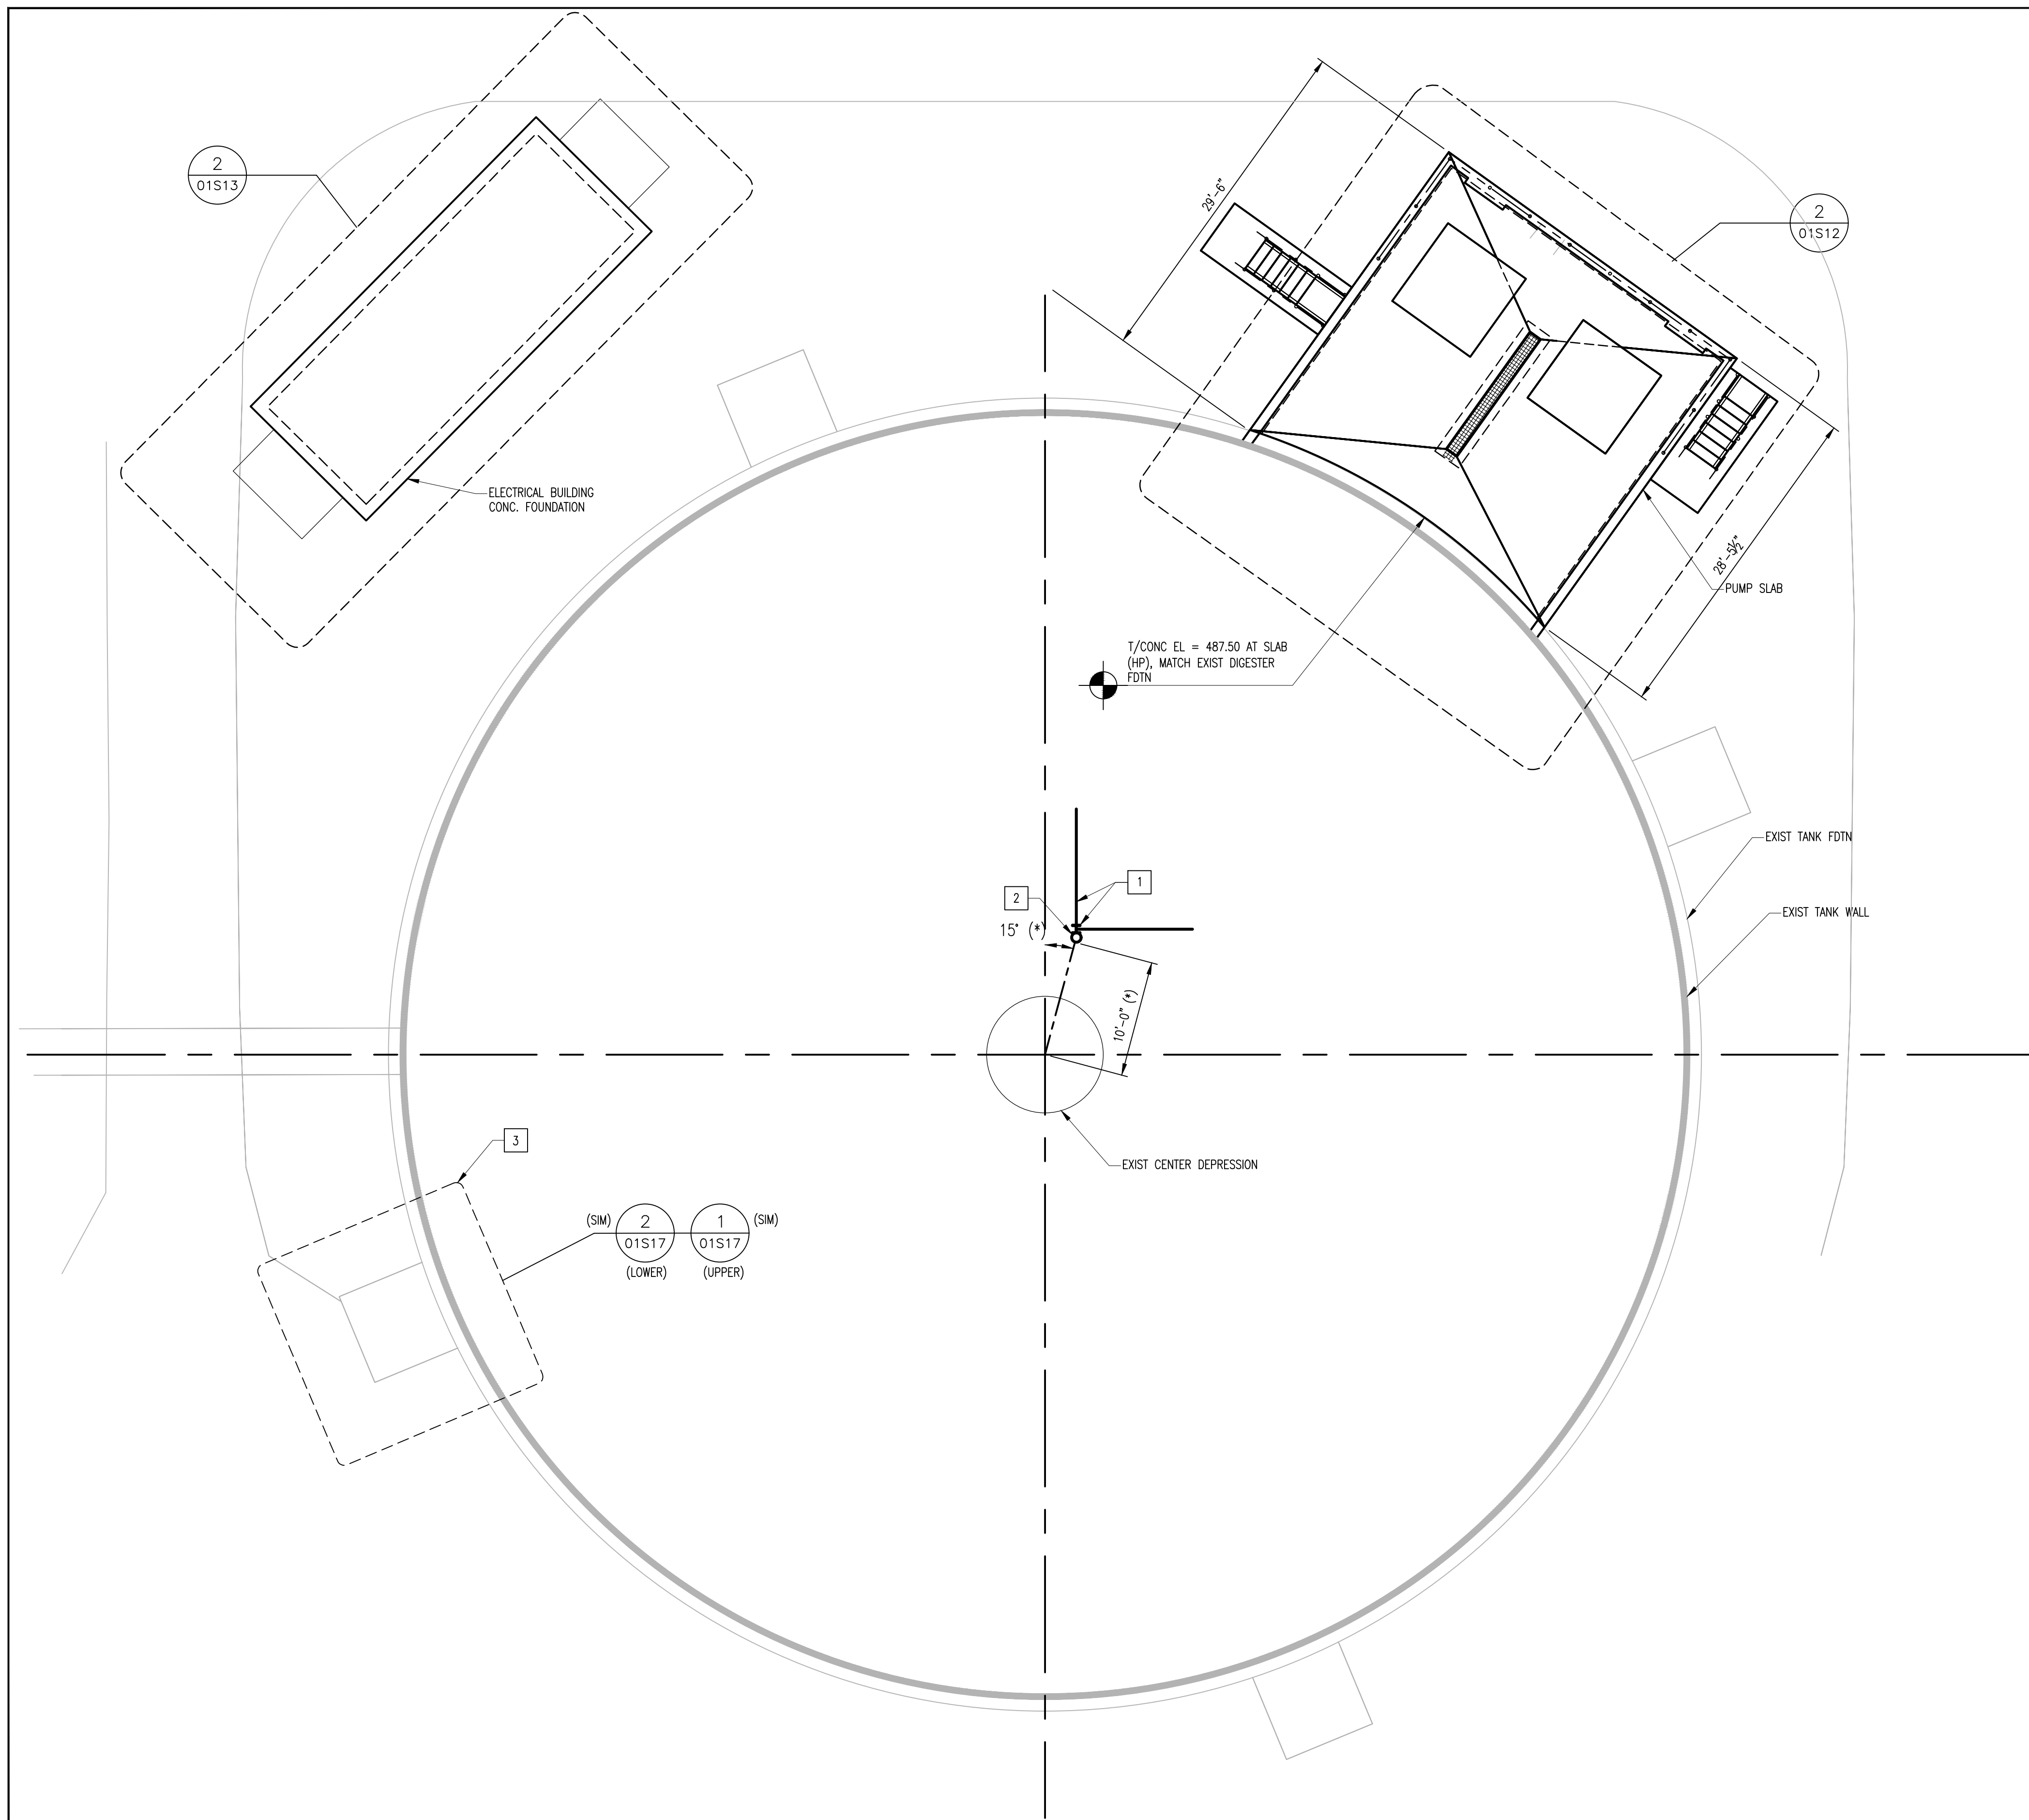 2
01S13
29'-6"
2
01S12
ELECTRICAL BUILDING
CONC. FOUNDATION
28'-5½"
PUMP SLAB
T/CONC EL = 487.50 AT SLAB
(HP), MATCH EXIST DIGESTER
FDTN
EXIST TANK FDTN
1
2
EXIST TANK WALL
15° (*)
10'-0" (*)
3
EXIST CENTER DEPRESSION
(SIM)
2
01S17
(LOWER)
1
01S17
(UPPER)
(SIM)